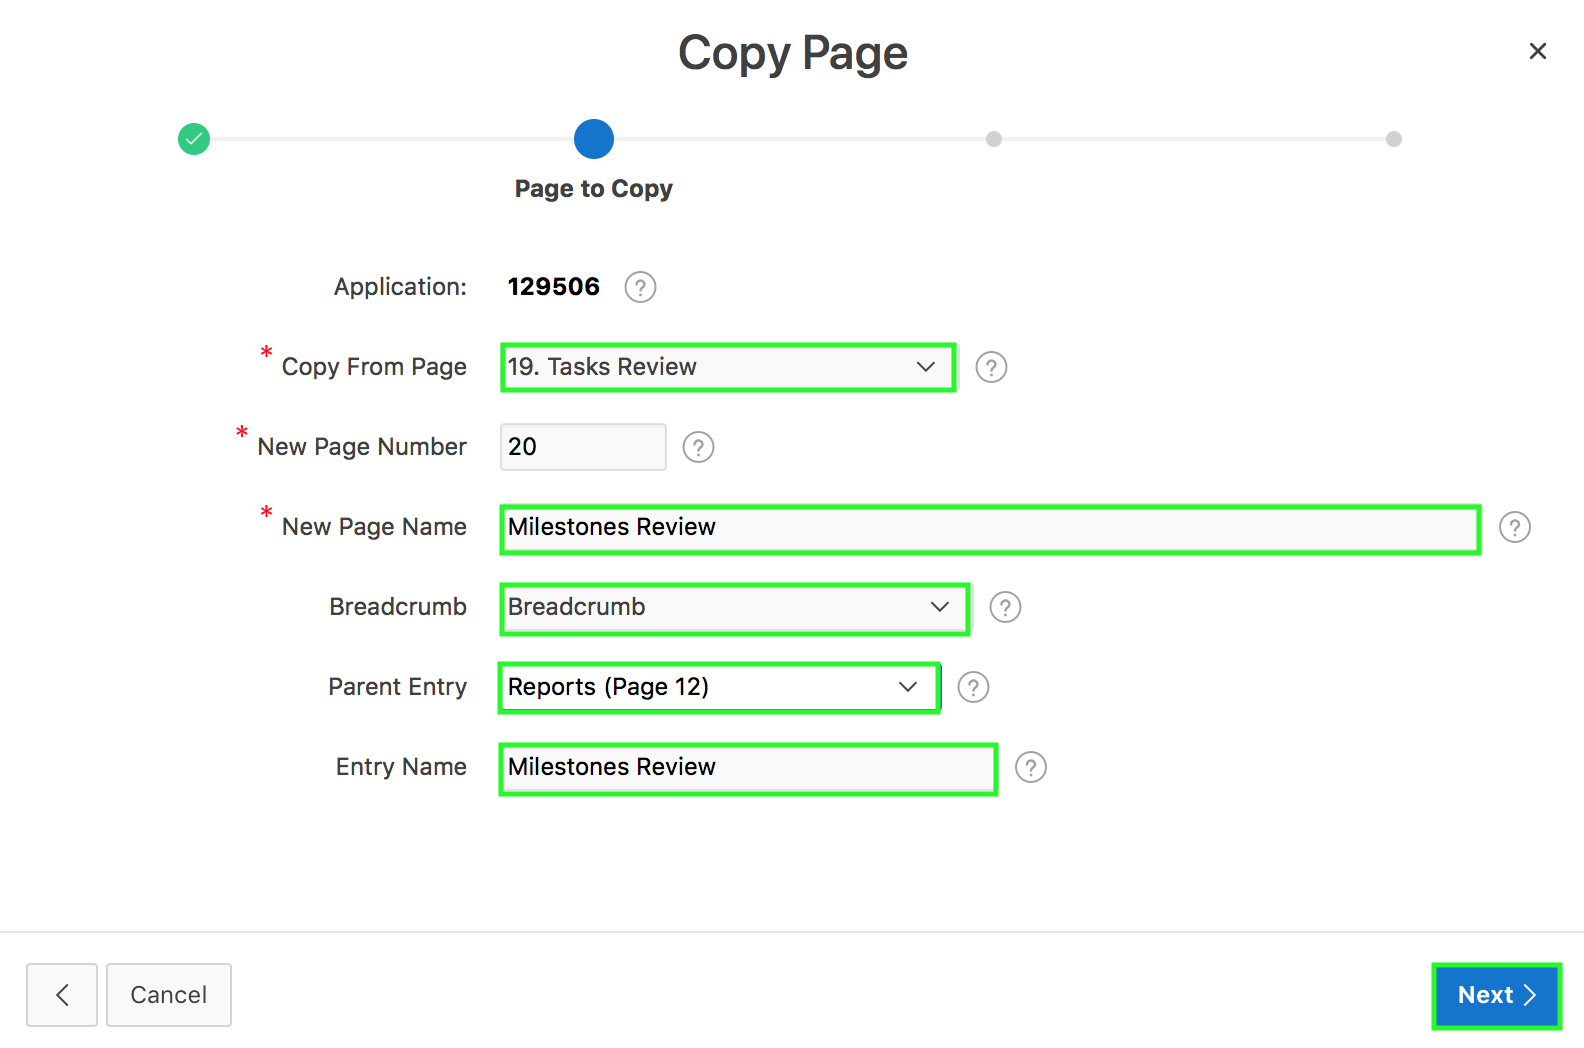 Copy Page
Page to Copy
Application: 129506 ?
* Copy From Page 19. Tasks Review ?
* New Page Number 20 ?
* New Page Name Milestones Review ?
Breadcrumb Breadcrumb ?
Parent Entry Reports (Page 12) ?
Entry Name Milestones Review ?
Cancel Next